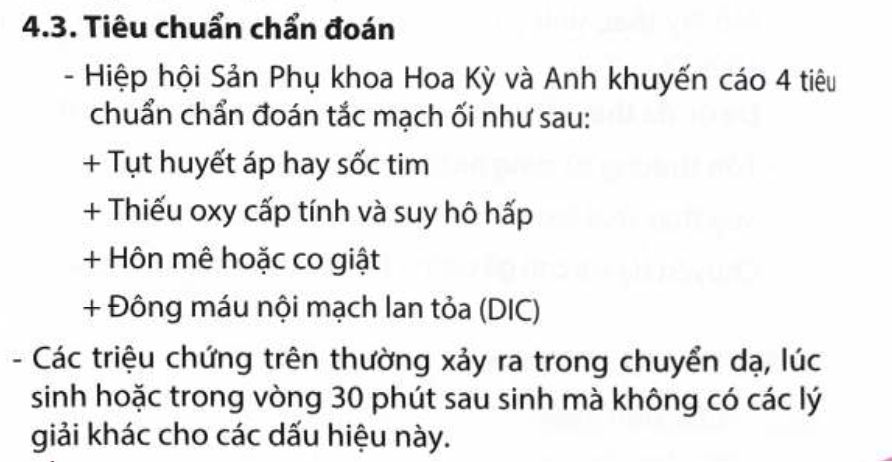 4.3. Tiêu chuẩn chẩn đoán
- Hiệp hội Sản Phụ khoa Hoa Kỳ và Anh khuyến cáo 4 tiêu
chuẩn chẩn đoán tắc mạch ối như sau:
+ Tụt huyết áp hay sốc tim
+ Thiếu oxy cấp tính và suy hô hấp
+ Hôn mê hoặc co giật
+ Đông máu nội mạch lan tỏa (DIC)
- Các triệu chứng trên thường xảy ra trong chuyển dạ, lúc
sinh hoặc trong vòng 30 phút sau sinh mà không có các lý
giải khác cho các dấu hiệu này.